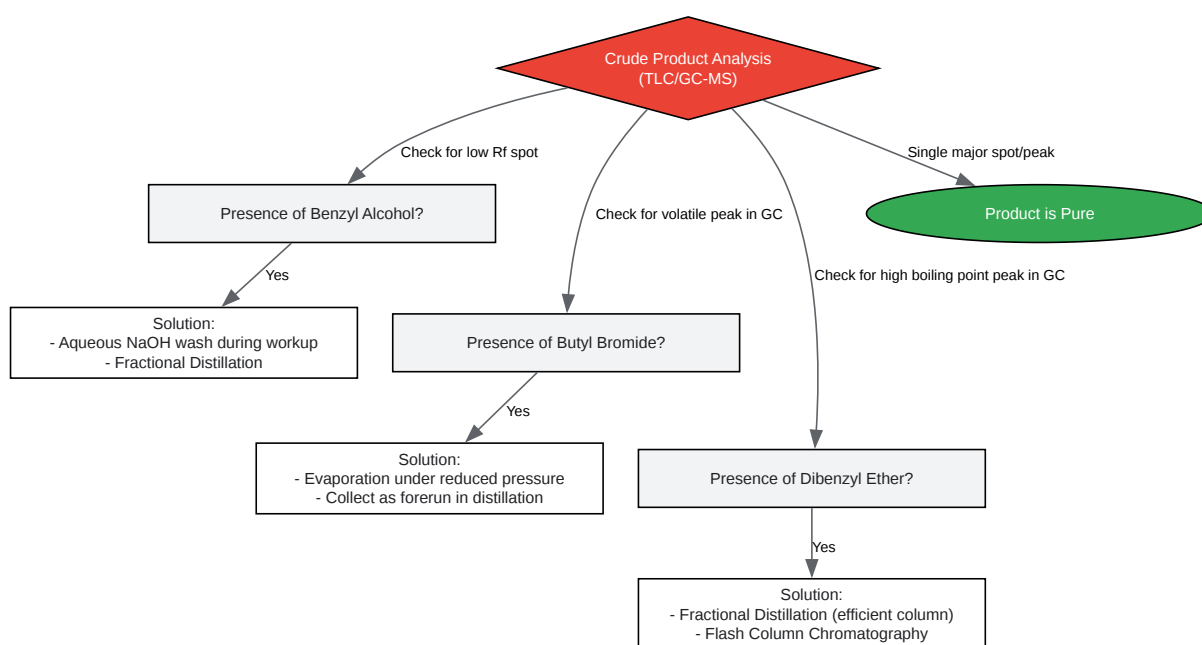 Crude Product Analysis
(TLC/GC-MS)
Check for low Rf spot
Single major spot/peak
Presence of Benzyl Alcohol?
Check for volatile peak in GC
Product is Pure
Yes
Check for high boiling point peak in GC
Solution:
- Aqueous NaOH wash during workup
- Fractional Distillation
Presence of Butyl Bromide?
Yes
Solution:
- Evaporation under reduced pressure
- Collect as forerun in distillation
Presence of Dibenzyl Ether?
Yes
Solution:
- Fractional Distillation (efficient column)
- Flash Column Chromatography